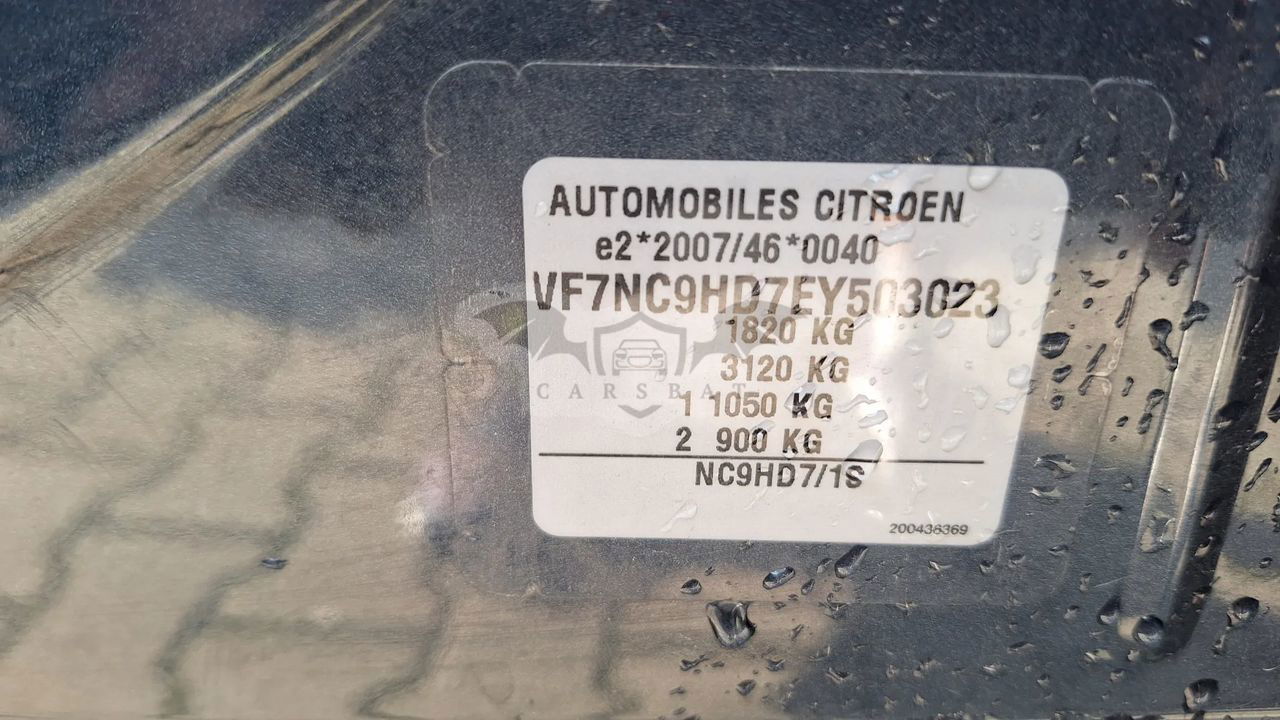 AUTOMOBILES CITROEN
e2*2007/46*0040
VF7NC9HD7EY503023
1820 KG
3120 KG
1 1050 KG
2 900 KG
NC9HD7/1S
200438369
CARSBAT